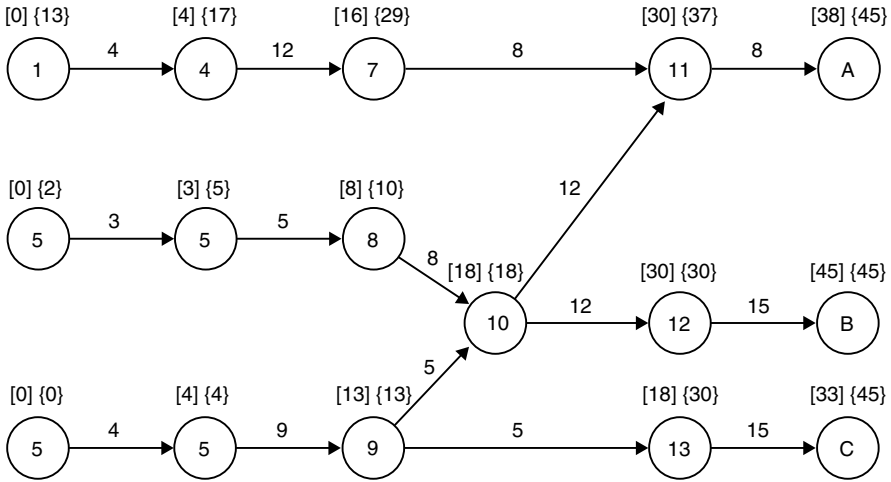 [0] {13} [4] {17} [16] {29} [30] {37} [38] {45}
4 12 8 8
1 4 7 11 A
12
[0] {2} [3] {5} [8] {10}
3 5
5 5 8
8
[18] {18} [30] {30} [45] {45}
12 15
10 12 B
5
[0] {0} [4] {4} [13] {13} [18] {30} [33] {45}
4 9 5 15
5 5 9 13 C